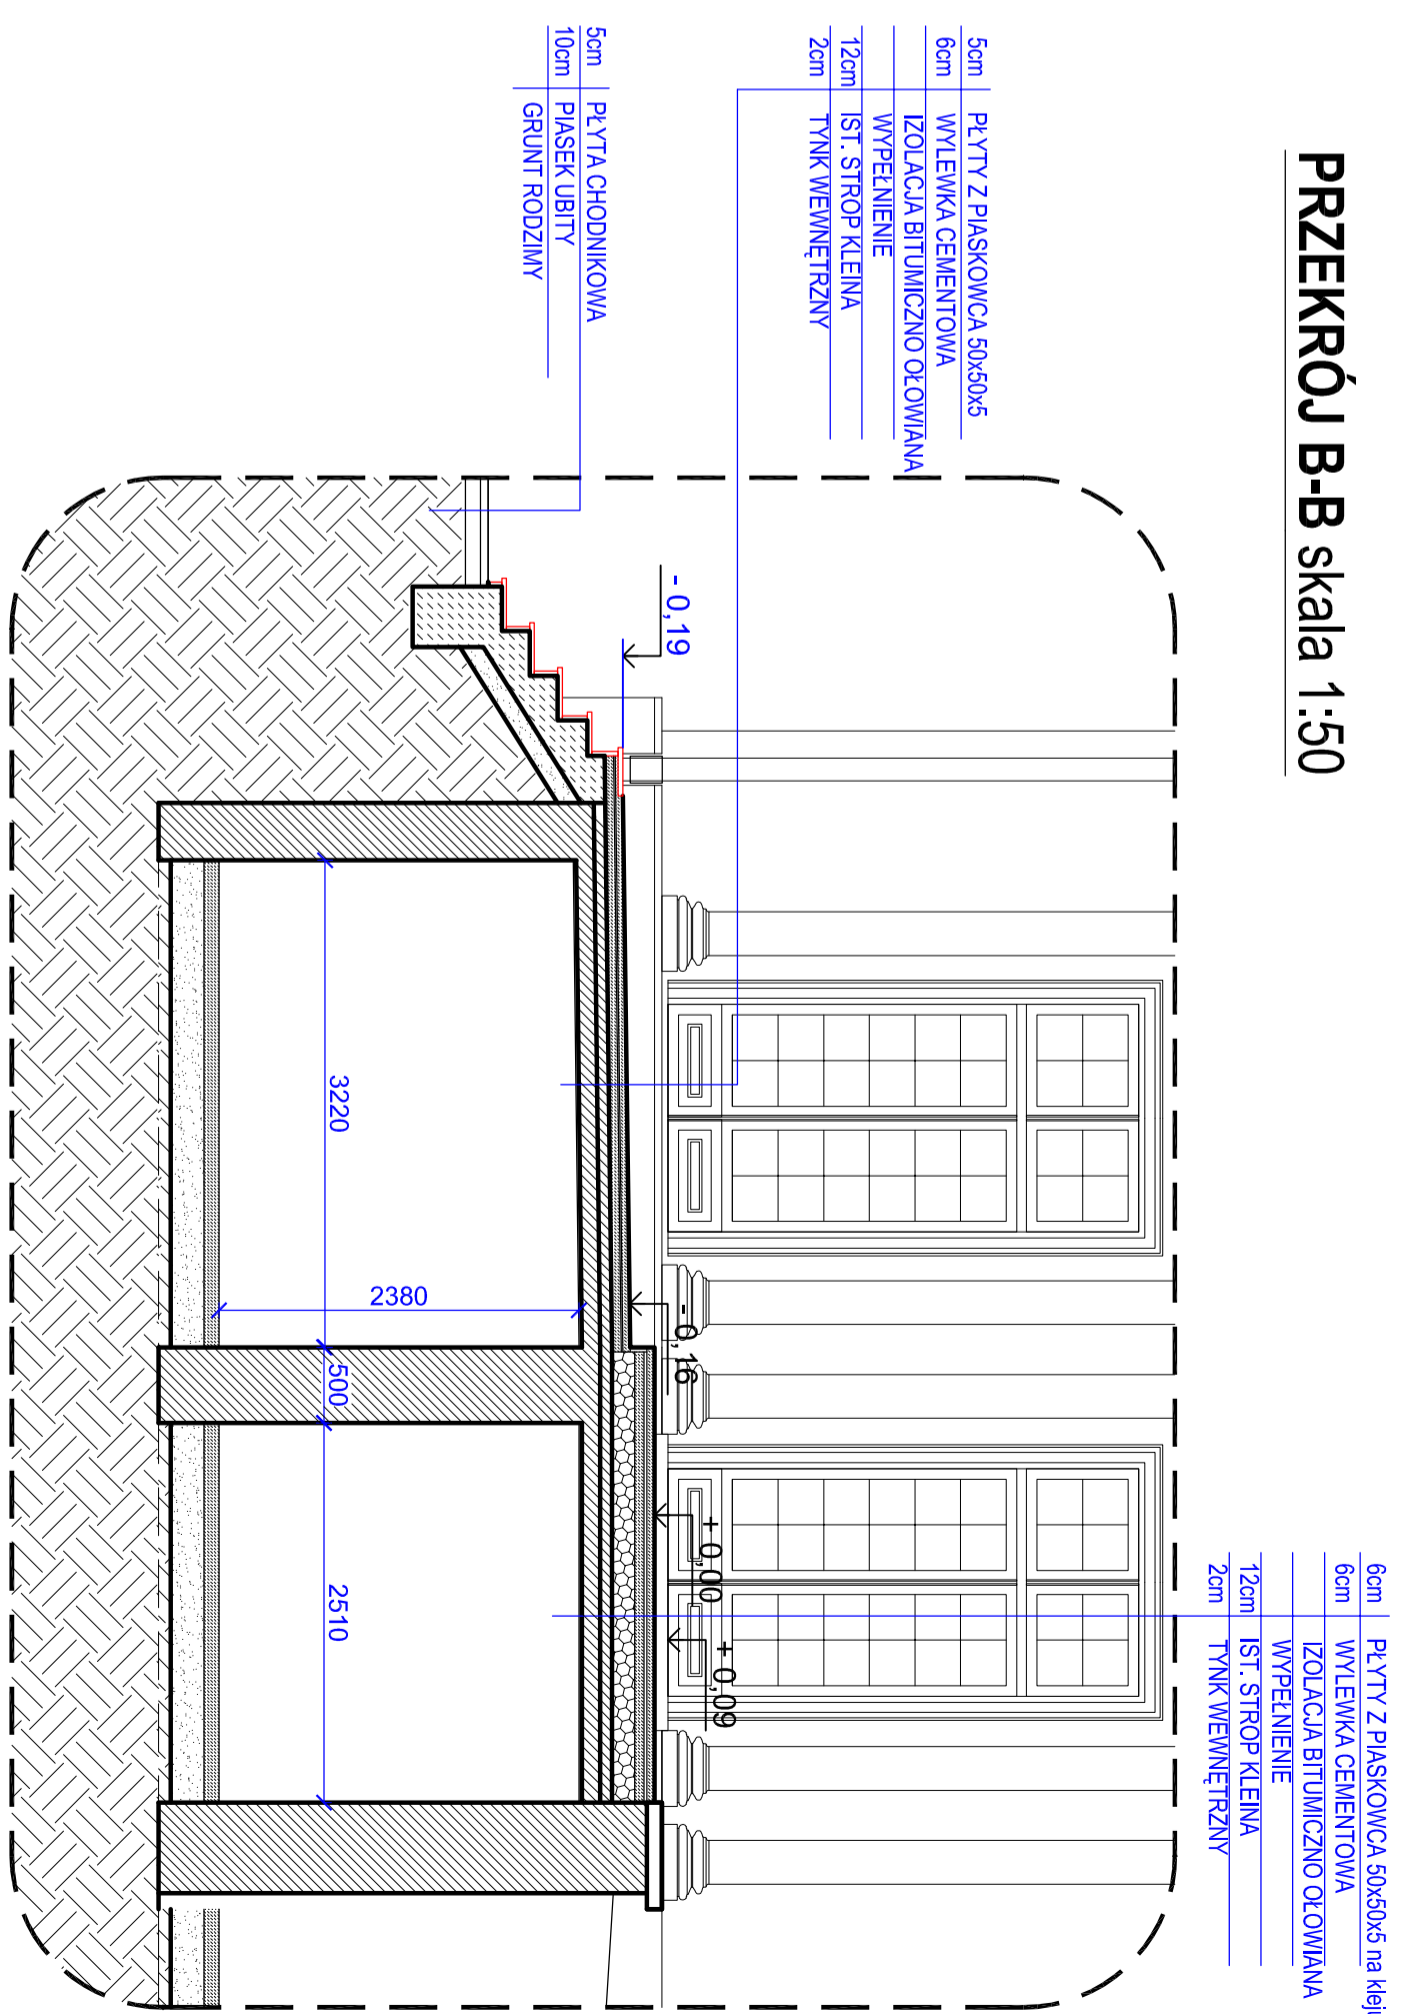 PRZEKRÓJ B-B skala 1:50
5cm PŁYTY Z PIASKOWCA 50x50x5
6cm WYLEWKA CEMENTOWA
IZOLACJA BITUMICZNO OŁOWIANA
WYPEŁNIENIE
12cm IST. STROP KLEINA
2cm TYNK WEWNĘTRZNY
6cm PŁYTY Z PIASKOWCA 50x50x5 na kleju
6cm WYLEWKA CEMENTOWA
IZOLACJA BITUMICZNO OŁOWIANA
WYPEŁNIENIE
12cm IST. STROP KLEINA
2cm TYNK WEWNĘTRZNY
5cm PŁYTA CHODNIKOWA
10cm PIASEK UBITY
GRUNT RODZIMY
- 0,19
- 0,16
+ 0,00
+ 0,09
2380
3220
500
2510